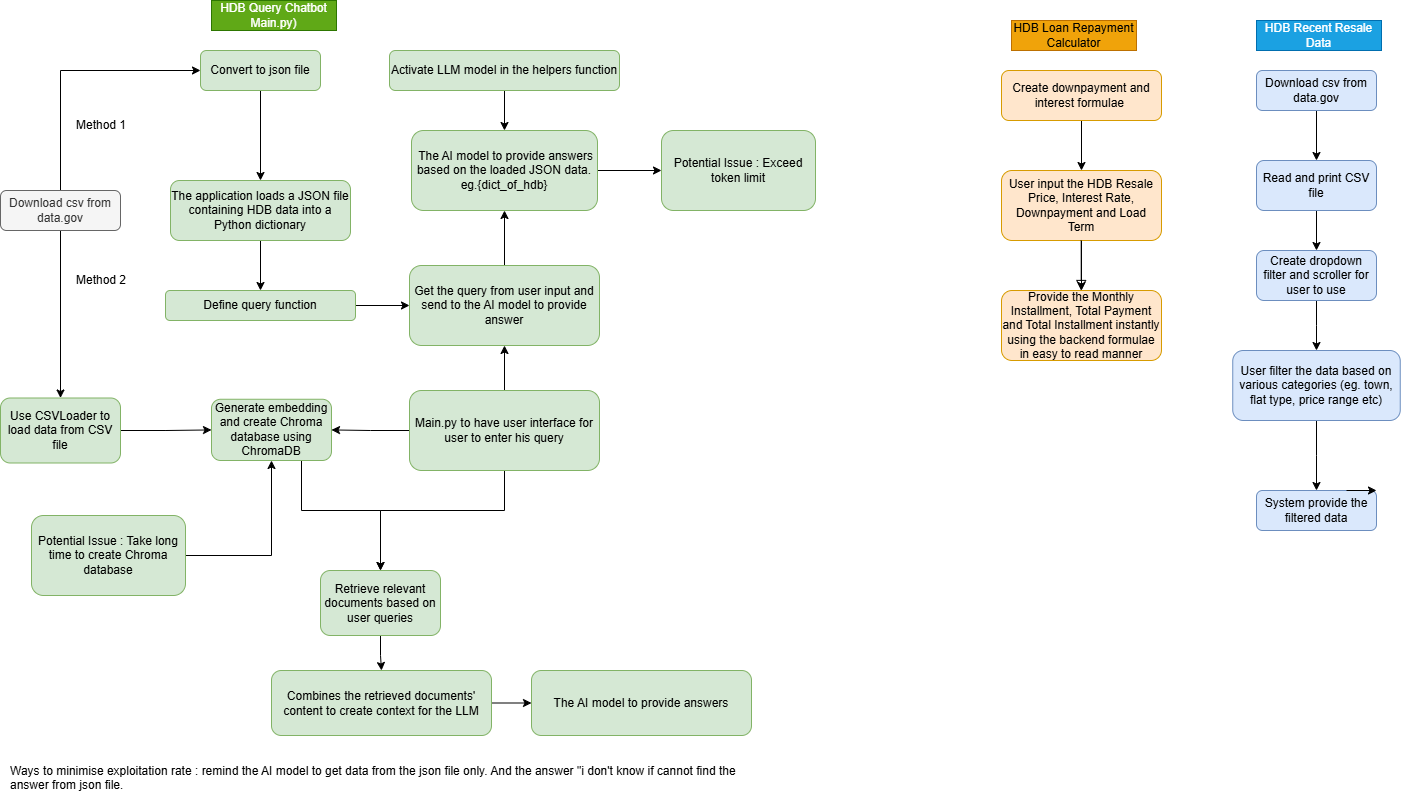 HDB Query Chatbot
Main.py)
Convert to json file
Activate LLM model in the helpers function
Method 1
The AI model to provide answers
based on the loaded JSON data.
eg.{dict_of_hdb}
Potential Issue : Exceed
token limit
Download csv from
data.gov
The application loads a JSON file
containing HDB data into a
Python dictionary
Method 2
Define query function
Get the query from user input and
send to the AI model to provide
answer
Use CSVLoader to
load data from CSV
file
Generate embedding
and create Chroma
database using
ChromaDB
Main.py to have user interface for
user to enter his query
Potential Issue : Take long
time to create Chroma
database
Retrieve relevant
documents based on
user queries
Combines the retrieved documents'
content to create context for the LLM
The AI model to provide answers
Ways to minimise exploitation rate : remind the AI model to get data from the json file only. And the answer "i don't know if cannot find the
answer from json file.
HDB Loan Repayment
Calculator
Create downpayment and
interest formulae
User input the HDB Resale
Price, Interest Rate,
Downpayment and Load
Term
Provide the Monthly
Installment, Total Payment
and Total Installment instantly
using the backend formulae
in easy to read manner
HDB Recent Resale
Data
Download csv from
data.gov
Read and print CSV
file
Create dropdown
filter and scroller for
user to use
User filter the data based on
various categories (eg. town,
flat type, price range etc)
System provide the
filtered data